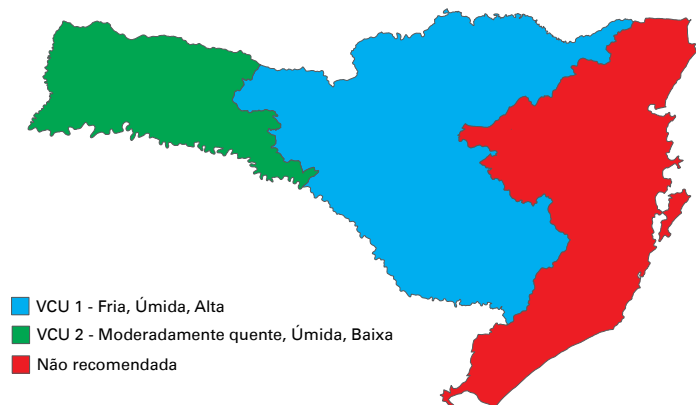 VCU 1 - Fria, Úmida, Alta
VCU 2 - Moderadamente quente, Úmida, Baixa
Não recomendada